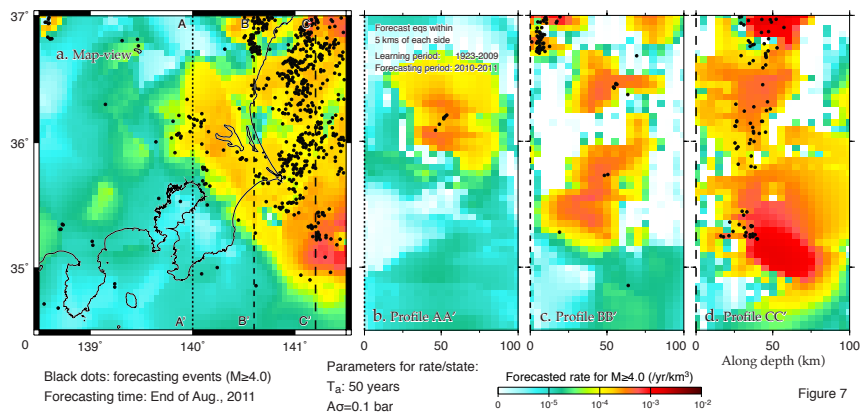 37°
36°
35°
A
B
C
a. Map-view
A'
B'
C'
0
139°
140°
141°
Forecast eqs within
5 kms of each side
Learning period: 1923-2009
Forecasting period: 2010-2011
b. Profile AA'
0
100
c. Profile BB'
0
100
d. Profile CC'
0
50
100
Along depth (km)
Black dots: forecasting events (M≥4.0)
Forecasting time: End of Aug., 2011
Parameters for rate/state:
Ta: 50 years
Aσ=0.1 bar
Forecasted rate for M≥4.0 (/yr/km³)
0
10-5
10-4
10-3
10-2
Figure 7